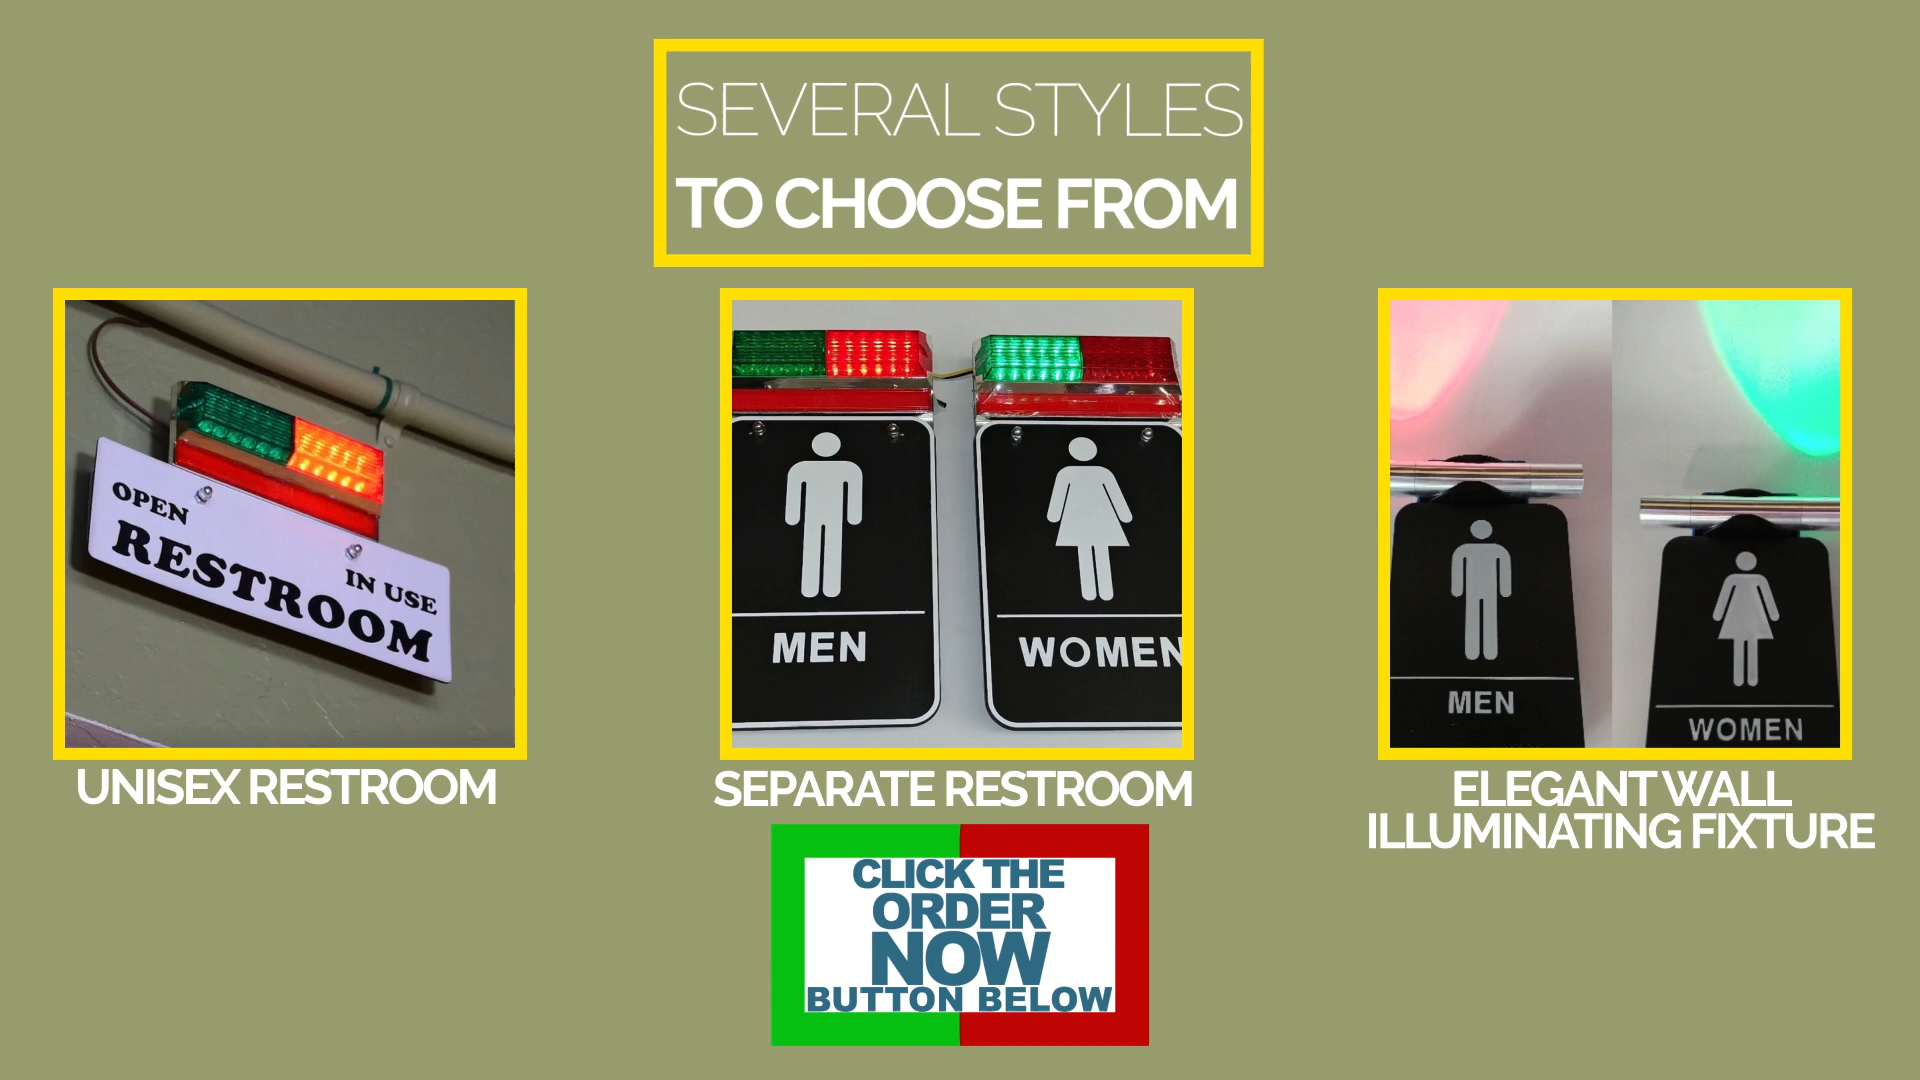 SEVERAL STYLES
TO CHOOSE FROM
OPEN
IN USE
RESTROOM
MEN
WOMEN
MEN
WOMEN
UNISEX RESTROOM
SEPARATE RESTROOM
ELEGANT WALL
ILLUMINATING FIXTURE
CLICK THE
ORDER
NOW
BUTTON BELOW